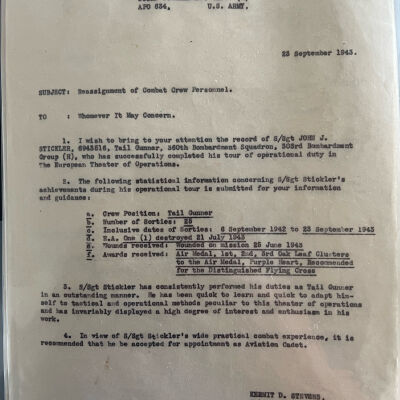 APO 634,          U.S. ARMY.
23 September 1943.
SUBJECT: Reassignment of Combat Crew Personnel.
TO     : Whomever It May Concern.
1. I wish to bring to your attention the record of S/Sgt JOHN J.
STICKLER, 6943516, Tail Gunner, 360th Bombardment Squadron, 303rd Bombardment
Group (H), who has successfully completed his tour of operational duty in
The European Theater of Operations.
2. The following statistical information concerning S/Sgt Stickler's
achievements during his operational tour is submitted for your information
and guidance:
a. Crew Position: Tail Gunner
b. Number of Sorties: 25
c. Inclusive dates of Sorties: 6 September 1942 to 23 September 1943
d. E.A. One (1) destroyed 21 July 1943
e. Wounds received: Wounded on mission 25 June 1943
f. Awards received: Air Medal, 1st, 2nd, 3rd Oak Leaf Clusters
to the Air Medal, Purple Heart, Recommended
for the Distinguished Flying Cross
3. S/Sgt Stickler has consistently performed his duties as Tail Gunner
in an outstanding manner. He has been quick to learn and quick to adapt him-
self to tactical and operational methods peculiar to this theater of operations
and has invariably displayed a high degree of interest and enthusiasm in his
work.
4. In view of S/Sgt Stickler's wide practical combat experience, it is
recommended that he be accepted for appointment as Aviation Cadet.
KERMIT D. STEVENS,